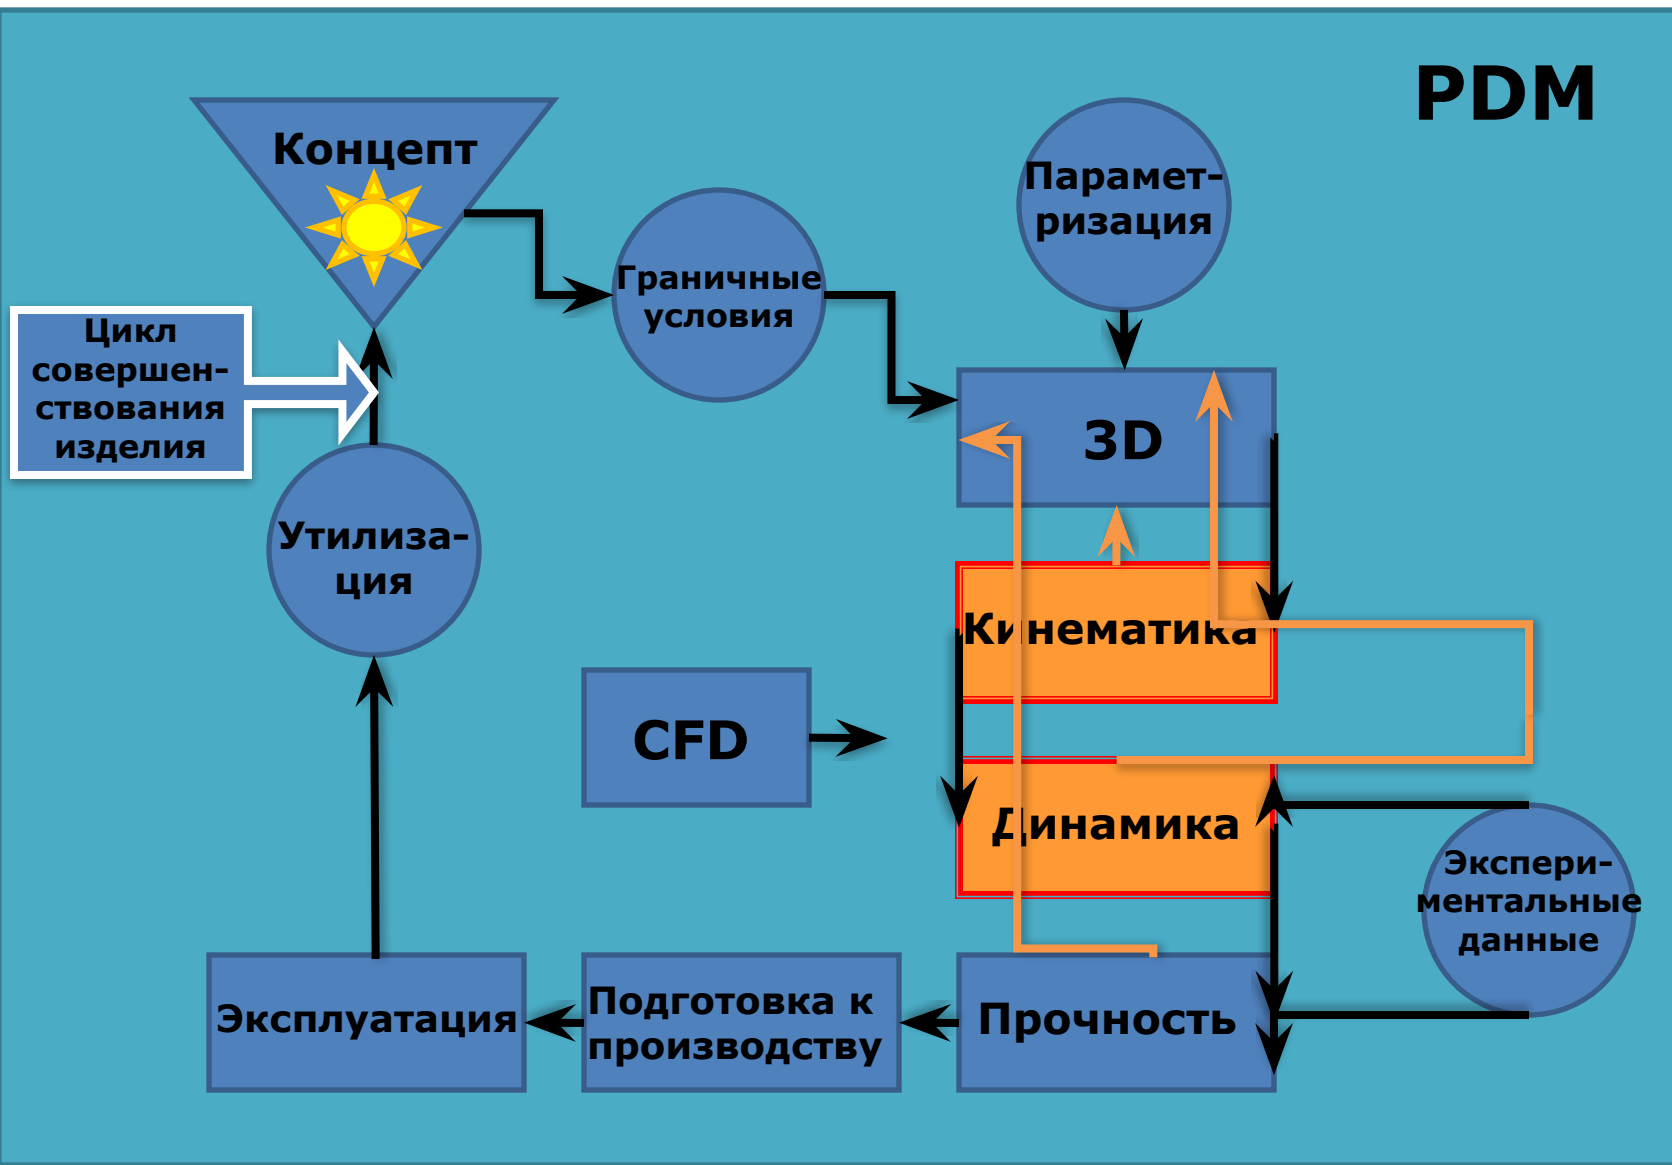 PDM
Концепт
Парамет-
ризация
Граничные
условия
Цикл
совершен-
ствования
изделия
3D
Утилиза-
ция
Кинематика
CFD
Динамика
Экспери-
ментальные
данные
Эксплуатация
Подготовка к
производству
Прочность